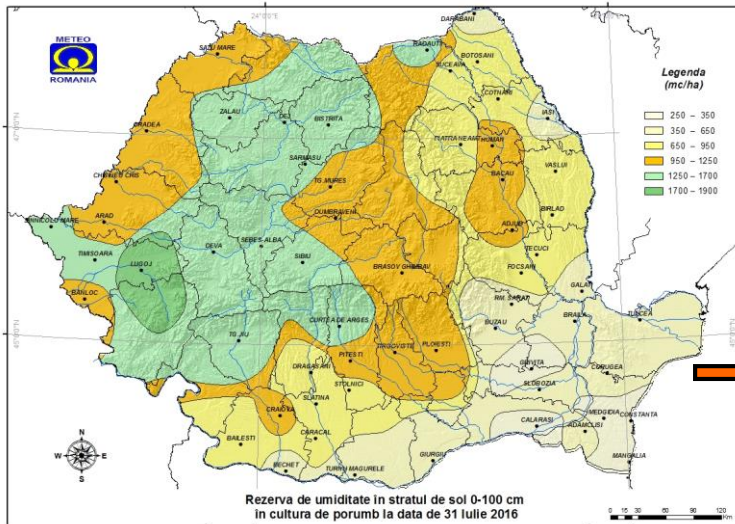 24°0'0"E
METEO
ROMANIA
Legenda
(mc/ha)
250 – 350
350 – 650
650 – 950
950 – 1250
1250 – 1700
1700 – 1900
DARABANI
SATU MARE
RADAUTI
SUCEAVA
BOTOSANI
COTNARI
ZALAU
DEJ
BISTRITA
IASI
ORADEA
PIATRA NEAMT
ROMAN
SARMASU
VASLUI
CHISINEU CRIS
TG.MURES
BACAU
ARAD
DUMBRAVENI
BIRLAD
ADJUD
DEVA
SEBES-ALBA
TECUCI
TIMISOARA
LUGOJ
SIBIU
BRASOV GHIMBAV
FOCSANI
BANLOC
RM. SARAT
GALATI
BUZAU
BRAILA
TULCEA
CURTEA DE ARGES
TG.JIU
TIRGOVISTE
PLOIESTI
PITESTI
GRIVITA
CORUGEA
DRAGASANI
STOLNICI
SLOBOZIA
SLATINA
CRAIOVA
MEDGIDIA
CONSTANTA
CALARASI
ADAMCLISI
BAILESTI
CARACAL
GIURGIU
MANGALIA
BECHET
TURNU MAGURELE
N
W
E
S
Rezerva de umiditate in stratul de sol 0-100 cm
in cultura de porumb la data de 31 Iulie 2016
0 15 30 60 90 120
Km